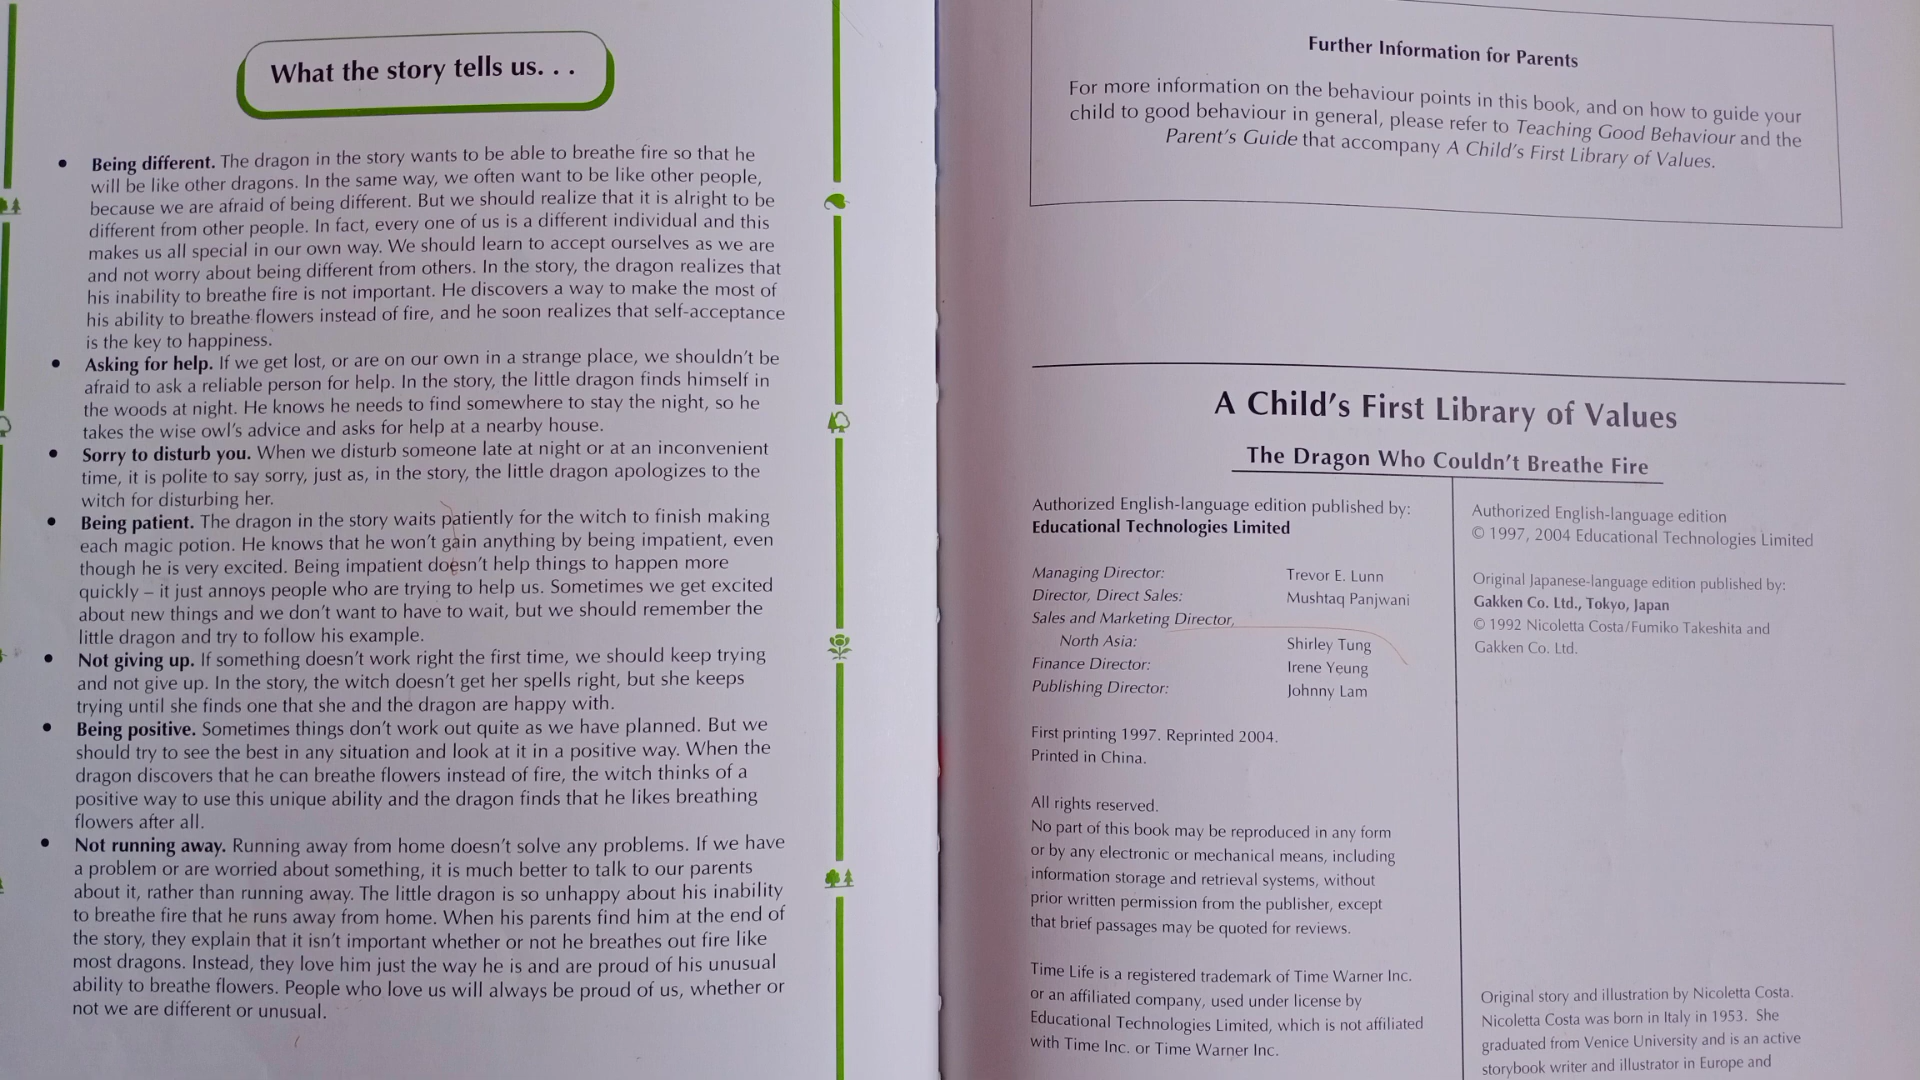 What the story tells us. . .
• Being different. The dragon in the story wants to be able to breathe fire so that he
will be like other dragons. In the same way, we often want to be like other people,
because we are afraid of being different. But we should realize that it is alright to be
different from other people. In fact, every one of us is a different individual and this
makes us all special in our own way. We should learn to accept ourselves as we are
and not worry about being different from others. In the story, the dragon realizes that
his inability to breathe fire is not important. He discovers a way to make the most of
his ability to breathe flowers instead of fire, and he soon realizes that self-acceptance
is the key to happiness.
• Asking for help. If we get lost, or are on our own in a strange place, we shouldn't be
afraid to ask a reliable person for help. In the story, the little dragon finds himself in
the woods at night. He knows he needs to find somewhere to stay the night, so he
takes the wise owl's advice and asks for help at a nearby house.
• Sorry to disturb you. When we disturb someone late at night or at an inconvenient
time, it is polite to say sorry, just as, in the story, the little dragon apologizes to the
witch for disturbing her.
• Being patient. The dragon in the story waits patiently for the witch to finish making
each magic potion. He knows that he won't gain anything by being impatient, even
though he is very excited. Being impatient doesn't help things to happen more
quickly – it just annoys people who are trying to help us. Sometimes we get excited
about new things and we don't want to have to wait, but we should remember the
little dragon and try to follow his example.
• Not giving up. If something doesn't work right the first time, we should keep trying
and not give up. In the story, the witch doesn't get her spells right, but she keeps
trying until she finds one that she and the dragon are happy with.
• Being positive. Sometimes things don't work out quite as we have planned. But we
should try to see the best in any situation and look at it in a positive way. When the
dragon discovers that he can breathe flowers instead of fire, the witch thinks of a
positive way to use this unique ability and the dragon finds that he likes breathing
flowers after all.
• Not running away. Running away from home doesn't solve any problems. If we have
a problem or are worried about something, it is much better to talk to our parents
about it, rather than running away. The little dragon is so unhappy about his inability
to breathe fire that he runs away from home. When his parents find him at the end of
the story, they explain that it isn't important whether or not he breathes out fire like
most dragons. Instead, they love him just the way he is and are proud of his unusual
ability to breathe flowers. People who love us will always be proud of us, whether or
not we are different or unusual.
Further Information for Parents
For more information on the behaviour points in this book, and on how to guide your
child to good behaviour in general, please refer to Teaching Good Behaviour and the
Parent's Guide that accompany A Child's First Library of Values.
A Child's First Library of Values
The Dragon Who Couldn't Breathe Fire
Authorized English-language edition published by:
Educational Technologies Limited
Managing Director: Trevor E. Lunn
Director, Direct Sales: Mushtaq Panjwani
Sales and Marketing Director,
North Asia: Shirley Tung
Finance Director: Irene Yeung
Publishing Director: Johnny Lam
First printing 1997. Reprinted 2004.
Printed in China.
All rights reserved.
No part of this book may be reproduced in any form
or by any electronic or mechanical means, including
information storage and retrieval systems, without
prior written permission from the publisher, except
that brief passages may be quoted for reviews.
Time Life is a registered trademark of Time Warner Inc.
or an affiliated company, used under license by
Educational Technologies Limited, which is not affiliated
with Time Inc. or Time Warner Inc.
Authorized English-language edition
© 1997, 2004 Educational Technologies Limited
Original Japanese-language edition published by:
Gakken Co. Ltd., Tokyo, Japan
© 1992 Nicoletta Costa/Fumiko Takeshita and
Gakken Co. Ltd.
Original story and illustration by Nicoletta Costa.
Nicoletta Costa was born in Italy in 1953. She
graduated from Venice University and is an active
storybook writer and illustrator in Europe and